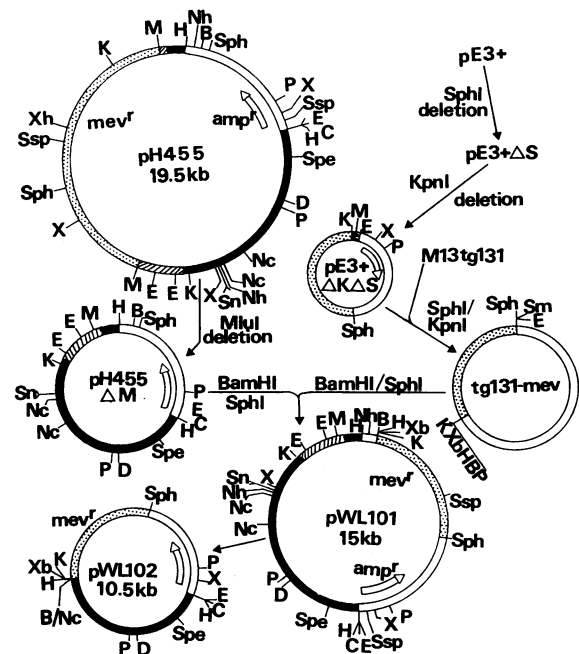 Nh
M H B Sph
K
P X
Ssp
E
H C
Xh
mevr
ampr
Ssp
pH455
19.5kb
Spe
Sph
D
P
X
Nc
M E E K X Sn Nh Nc
pE3+
SphI
deletion
pE3+△S
KpnI
deletion
M
K E X
P
pE3+
△K△S
Sph
M13tg131
SphI/
KpnI
MluI
deletion
E M H B Sph
E
K
pH455
△M
Sn
Nc
Nc
P
E
H C
Spe
P D
BamHI
SphI
BamHI/SphI
Sph Sm
E
tg131-mev
KXbHBP
E M H Nh B H Xb
K E K
Sn X
Nh
Nc
Nc
mevr
Ssp
Sph
pWL101
15kb
P
D
ampr
Spe
H C E Ssp X P
Sph
mevr
Xb K
H
pWL102
10.5kb
P
X
E
H C
B/Nc
Spe
P D